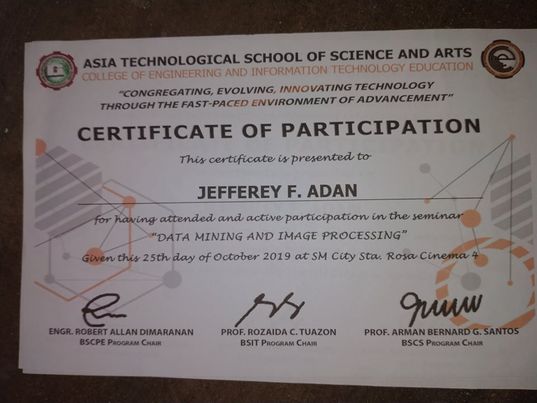 ASIA TECHNOLOGICAL SCHOOL OF SCIENCE AND ARTS
COLLEGE OF ENGINEERING AND INFORMATION TECHNOLOGY EDUCATION
"CONGREGATING, EVOLVING, INNOVATING TECHNOLOGY
THROUGH THE FAST-PACED ENVIRONMENT OF ADVANCEMENT"
CERTIFICATE OF PARTICIPATION
This certificate is presented to
JEFFEREY F. ADAN
for having attended and active participation in the seminar
"DATA MINING AND IMAGE PROCESSING"
Given this 25th day of October 2019 at SM City Sta. Rosa Cinema 4
ENGR. ROBERT ALLAN DIMARANAN
BSCPE PROGRAM CHAIR
PROF. ROZAIDA C. TUAZON
BSIT PROGRAM CHAIR
PROF. ARMAN BERNARD G. SANTOS
BSCS PROGRAM CHAIR